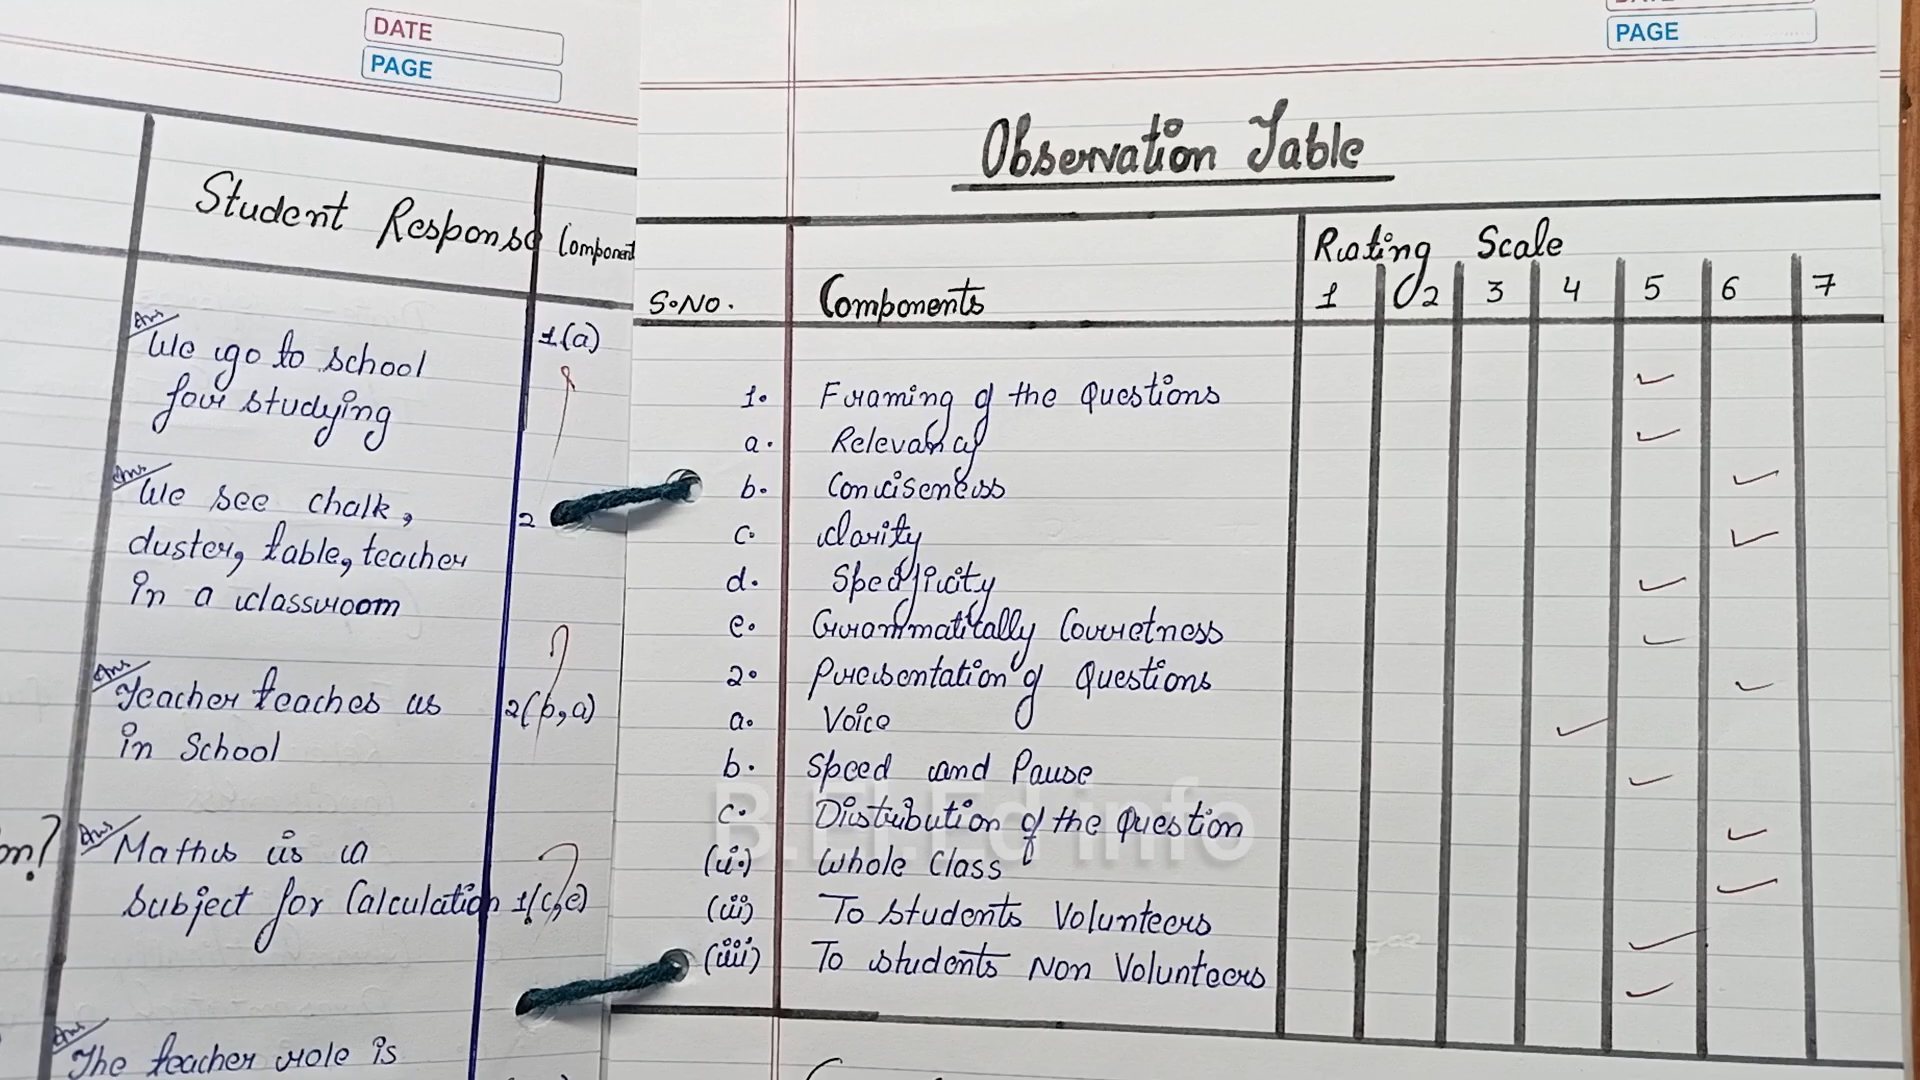 DATE
PAGE
Student Response
Component
Ans
We go to school
for studying
1(a)
Ans
We see chalk,
duster, table, teacher
in a classroom
2
Ans
Teacher teaches us
in School
2(b,a)
on?
Ans
Maths is a
subject for Calculation
1(c,e)
Ans
The teacher role is
PAGE
Observation Table
S.NO.
Components
Rating Scale
1 2 3 4 5 6 7
1. Framing of the Questions
a. Relevancy
b. Conciseness
c. clarity
d. Specificity
e. Grammatically Corretness
2. Presentation of Questions
a. Voice
b. Speed and Pause
c. Distribution of the Question
(i.) Whole Class
(ii) To students Volunteers
(iii) To students Non Volunteers
B.El.Ed info